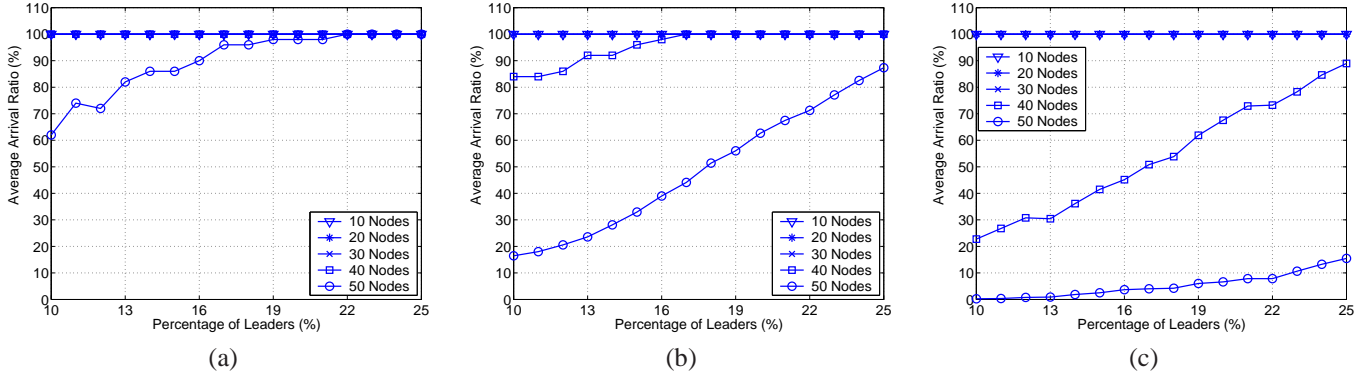 110
100
90
80
70
60
50
40
30
20
10
0
10 13 16 19 22 25
Average Arrival Ratio (%)
Percentage of Leaders (%)
10 Nodes
20 Nodes
30 Nodes
40 Nodes
50 Nodes
(a)
110
100
90
80
70
60
50
40
30
20
10
0
10 13 16 19 22 25
Average Arrival Ratio (%)
Percentage of Leaders (%)
10 Nodes
20 Nodes
30 Nodes
40 Nodes
50 Nodes
(b)
110
100
90
80
70
60
50
40
30
20
10
0
10 13 16 19 22 25
Average Arrival Ratio (%)
Percentage of Leaders (%)
10 Nodes
20 Nodes
30 Nodes
40 Nodes
50 Nodes
(c)